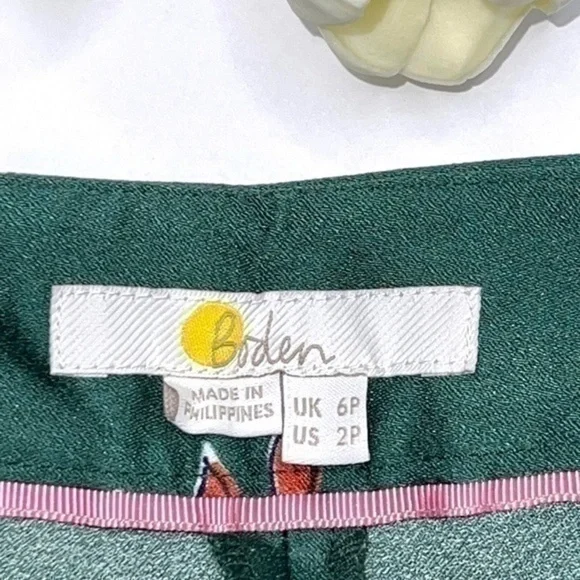 Boden
MADE IN
PHILIPPINES
UK 6P
US 2P